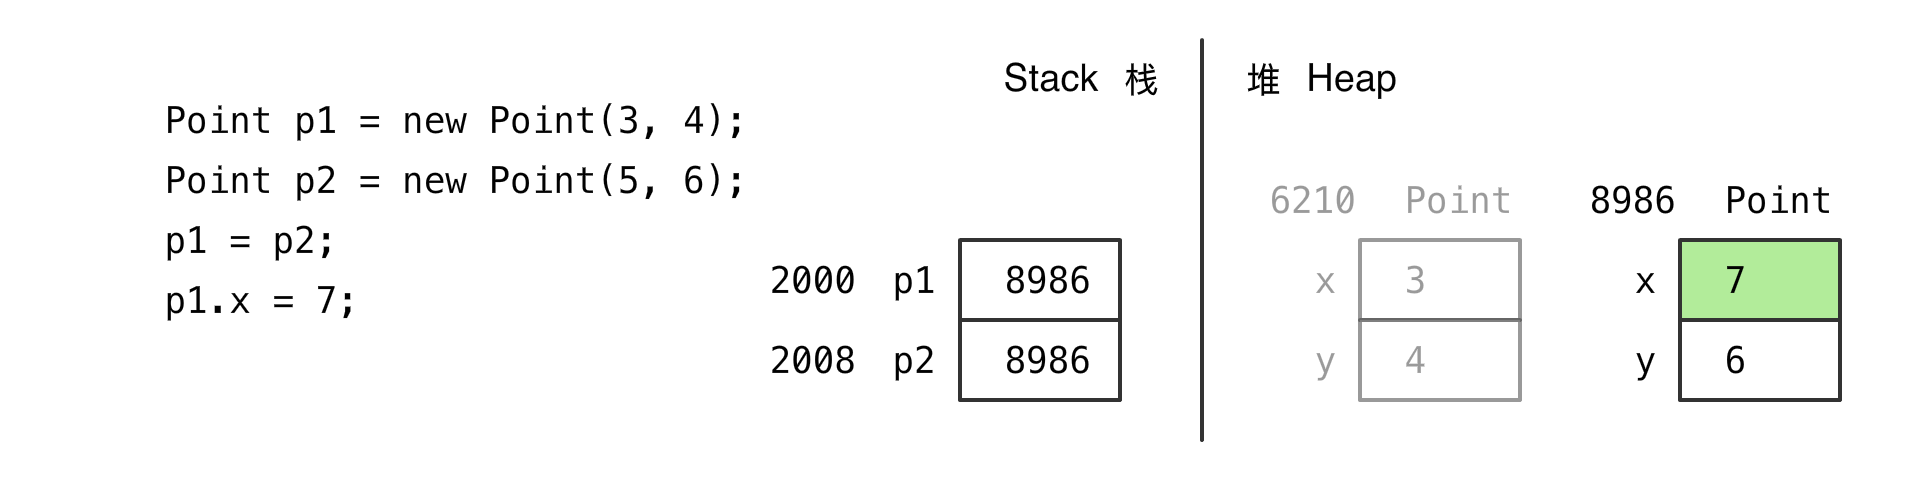 Point p1 = new Point(3, 4);
Point p2 = new Point(5, 6);
p1 = p2;
p1.x = 7;
Stack 栈
堆 Heap
2000 p1 8986
2008 p2 8986
6210 Point
x 3
y 4
8986 Point
x 7
y 6